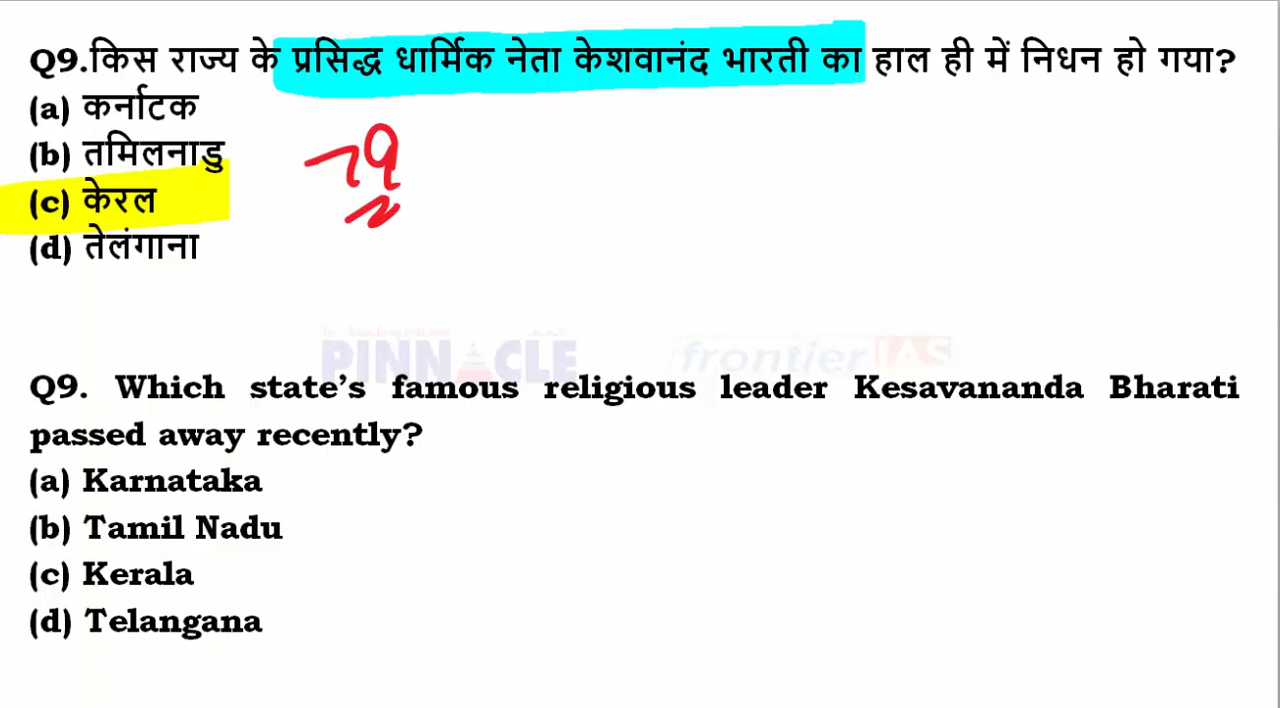 Q9.किस राज्य के प्रसिद्ध धार्मिक नेता केशवानंद भारती का हाल ही में निधन हो गया?
(a) कर्नाटक
(b) तमिलनाडु
(c) केरल
(d) तेलंगाना
79
PINNACLE frontier IAS
Q9. Which state’s famous religious leader Kesavananda Bharati
passed away recently?
(a) Karnataka
(b) Tamil Nadu
(c) Kerala
(d) Telangana